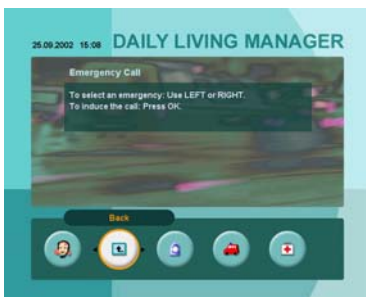 25.09.2002 15:08 DAILY LIVING MANAGER
Emergency Call
To select an emergency: Use LEFT or RIGHT.
To induce the call: Press OK.
Back